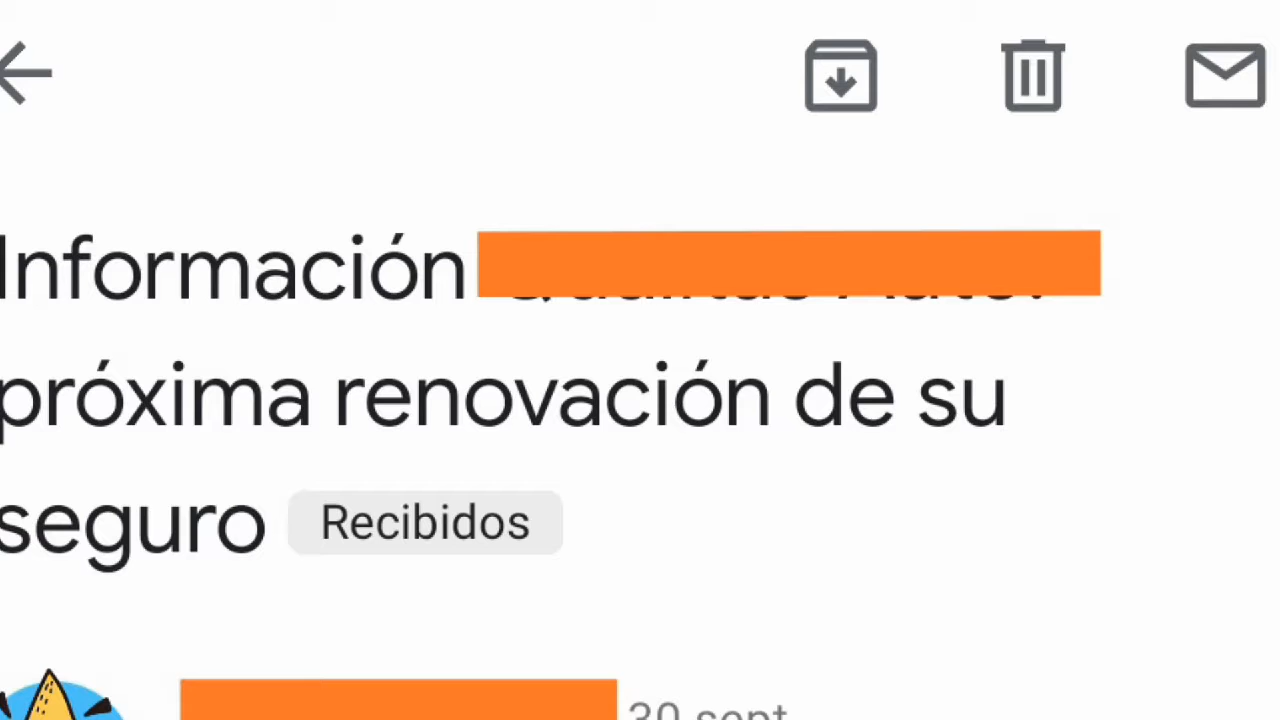 Información
próxima renovación de su
seguro Recibidos
30 sept.